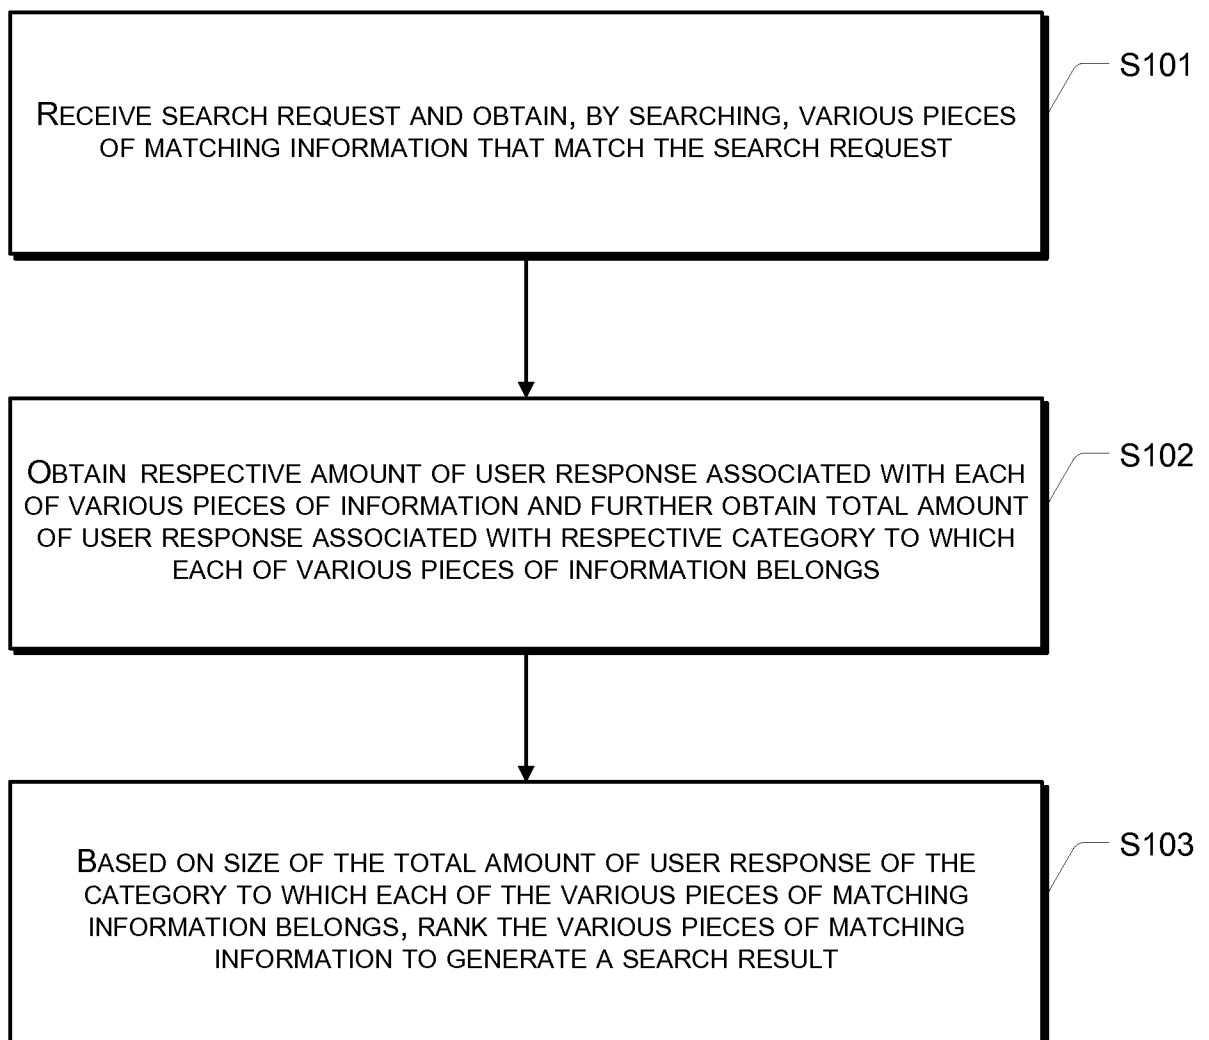 RECEIVE SEARCH REQUEST AND OBTAIN, BY SEARCHING, VARIOUS PIECES
OF MATCHING INFORMATION THAT MATCH THE SEARCH REQUEST
S101
OBTAIN RESPECTIVE AMOUNT OF USER RESPONSE ASSOCIATED WITH EACH
OF VARIOUS PIECES OF INFORMATION AND FURTHER OBTAIN TOTAL AMOUNT
OF USER RESPONSE ASSOCIATED WITH RESPECTIVE CATEGORY TO WHICH
EACH OF VARIOUS PIECES OF INFORMATION BELONGS
S102
BASED ON SIZE OF THE TOTAL AMOUNT OF USER RESPONSE OF THE
CATEGORY TO WHICH EACH OF THE VARIOUS PIECES OF MATCHING
INFORMATION BELONGS, RANK THE VARIOUS PIECES OF MATCHING
INFORMATION TO GENERATE A SEARCH RESULT
S103